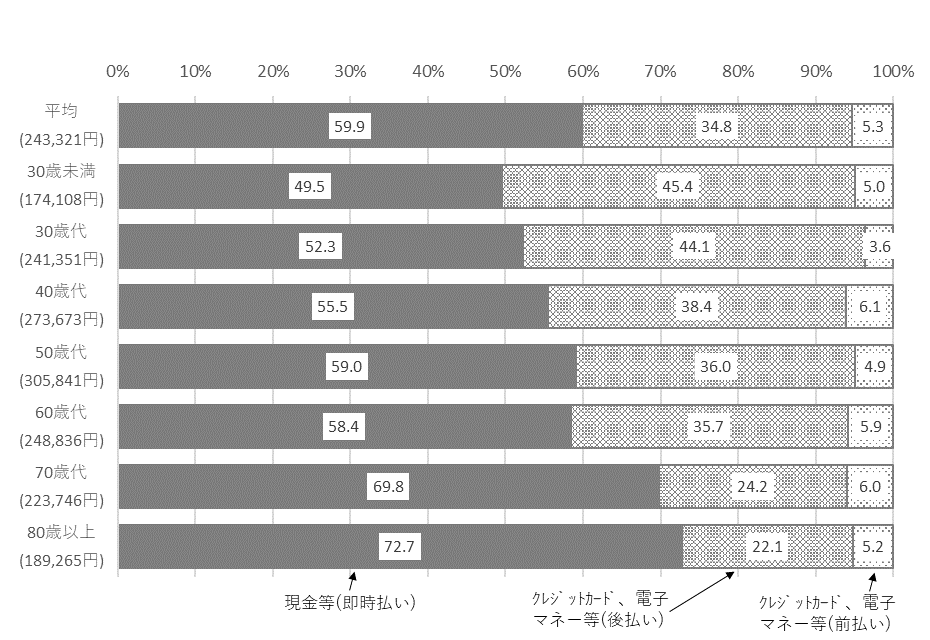 0% 10% 20% 30% 40% 50% 60% 70% 80% 90% 100%
平均
(243,321円)
59.9 34.8 5.3
30歳未満
(174,108円)
49.5 45.4 5.0
30歳代
(241,351円)
52.3 44.1 3.6
40歳代
(273,673円)
55.5 38.4 6.1
50歳代
(305,841円)
59.0 36.0 4.9
60歳代
(248,836円)
58.4 35.7 5.9
70歳代
(223,746円)
69.8 24.2 6.0
80歳以上
(189,265円)
72.7 22.1 5.2
現金等(即時払い)
ｸﾚｼﾞｯﾄｶｰﾄﾞ、電子
マネー等(後払い)
ｸﾚｼﾞｯﾄｶｰﾄﾞ、電子
マネー等(前払い)